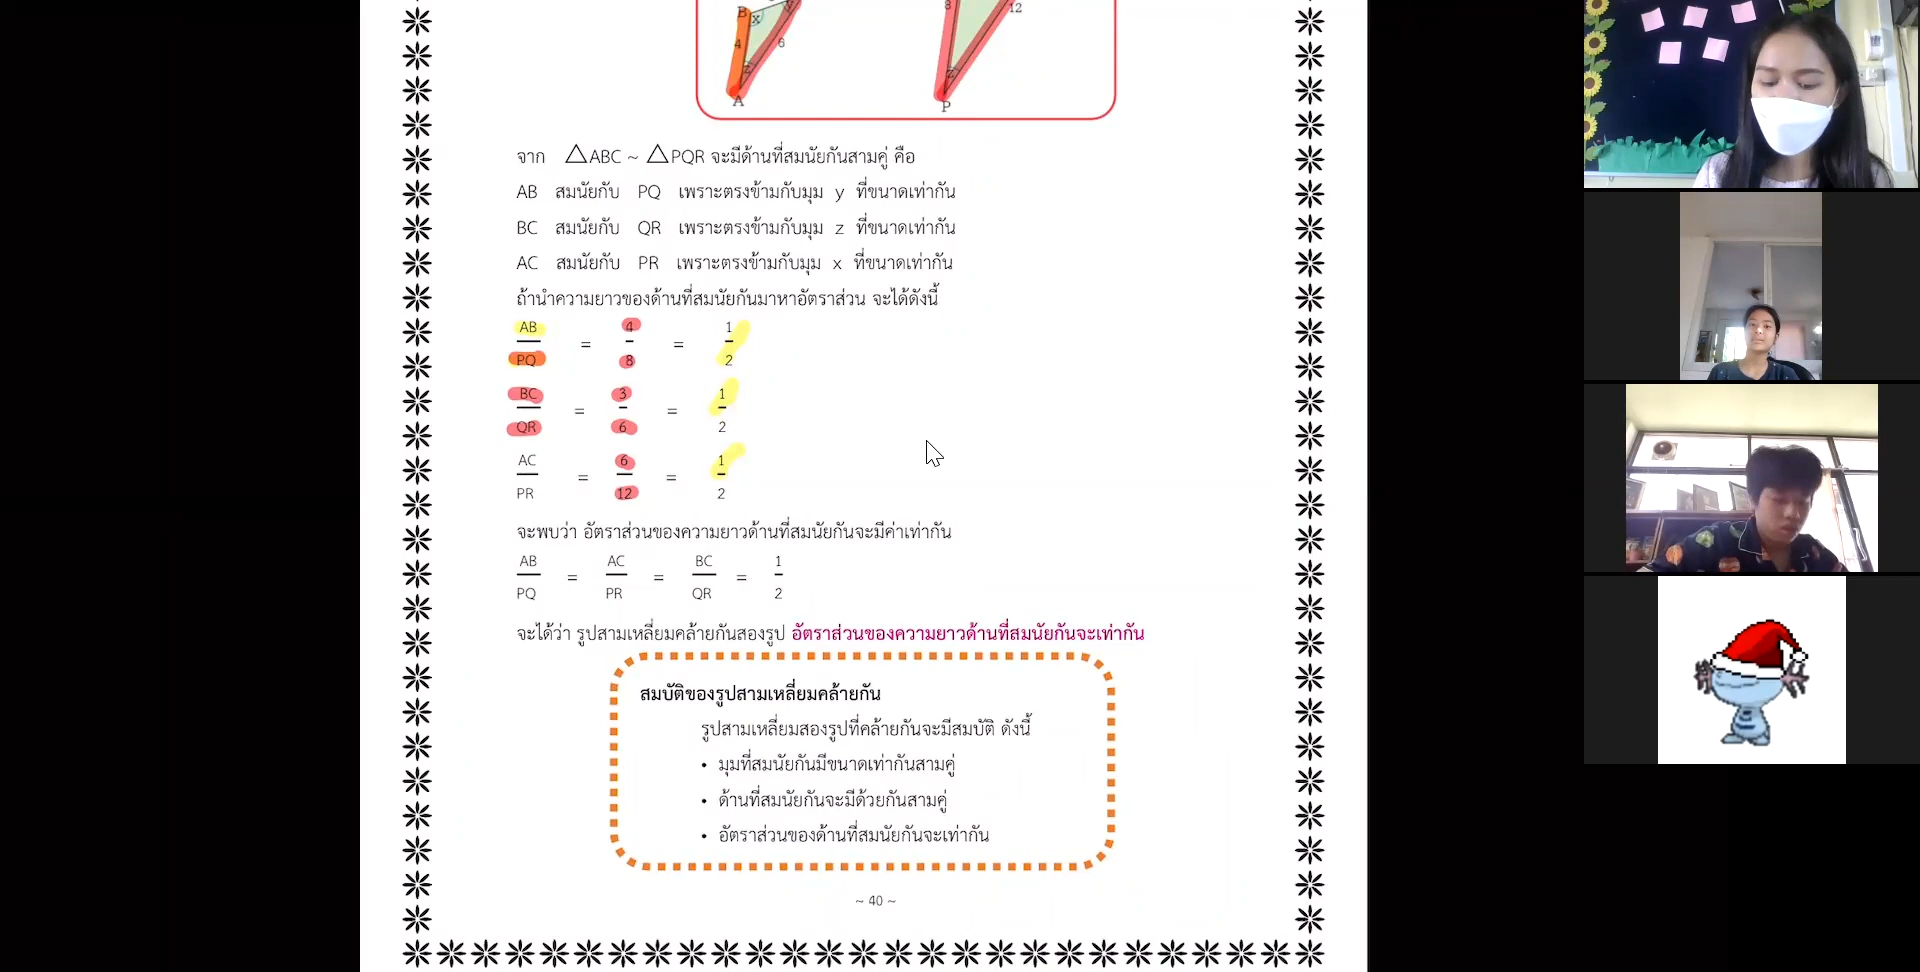 B
x
y
4
6
z
A
8
12
z
P
จาก △ABC ~ △PQR จะมีด้านที่สมนัยกันสามคู่ คือ
AB สมนัยกับ PQ เพราะตรงข้ามกับมุม y ที่ขนาดเท่ากัน
BC สมนัยกับ QR เพราะตรงข้ามกับมุม z ที่ขนาดเท่ากัน
AC สมนัยกับ PR เพราะตรงข้ามกับมุม x ที่ขนาดเท่ากัน
ถ้านำความยาวของด้านที่สมนัยกันมาหาอัตราส่วน จะได้ดังนี้
AB 4 1
= =
PQ 8 2
BC 3 1
= =
QR 6 2
AC 6 1
= =
PR 12 2
จะพบว่า อัตราส่วนของความยาวด้านที่สมนัยกันจะมีค่าเท่ากัน
AB AC BC 1
= = =
PQ PR QR 2
จะได้ว่า รูปสามเหลี่ยมคล้ายกันสองรูป อัตราส่วนของความยาวด้านที่สมนัยกันจะเท่ากัน
สมบัติของรูปสามเหลี่ยมคล้ายกัน
รูปสามเหลี่ยมสองรูปที่คล้ายกันจะมีสมบัติ ดังนี้
• มุมที่สมนัยกันมีขนาดเท่ากันสามคู่
• ด้านที่สมนัยกันจะมีด้วยกันสามคู่
• อัตราส่วนของด้านที่สมนัยกันจะเท่ากัน
~ 40 ~